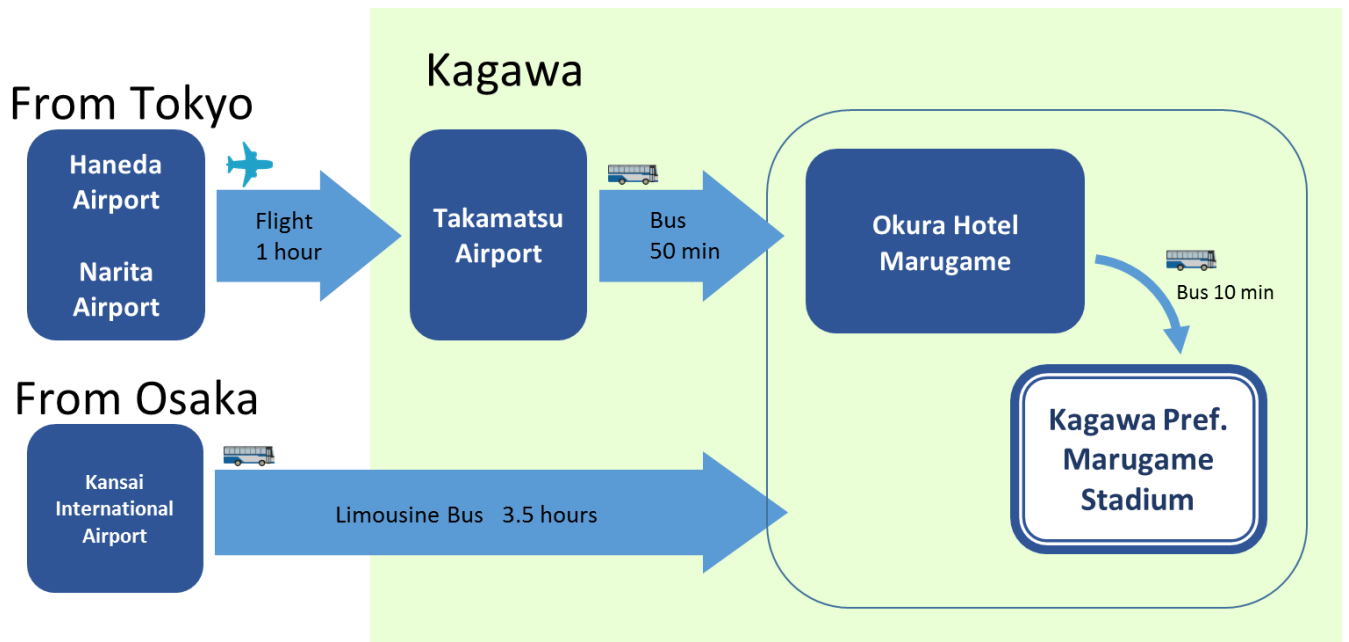 Kagawa
From Tokyo
Haneda
Airport
Narita
Airport
Flight
1 hour
Takamatsu
Airport
Bus
50 min
Okura Hotel
Marugame
Bus 10 min
Kagawa Pref.
Marugame
Stadium
From Osaka
Kansai
International
Airport
Limousine Bus 3.5 hours